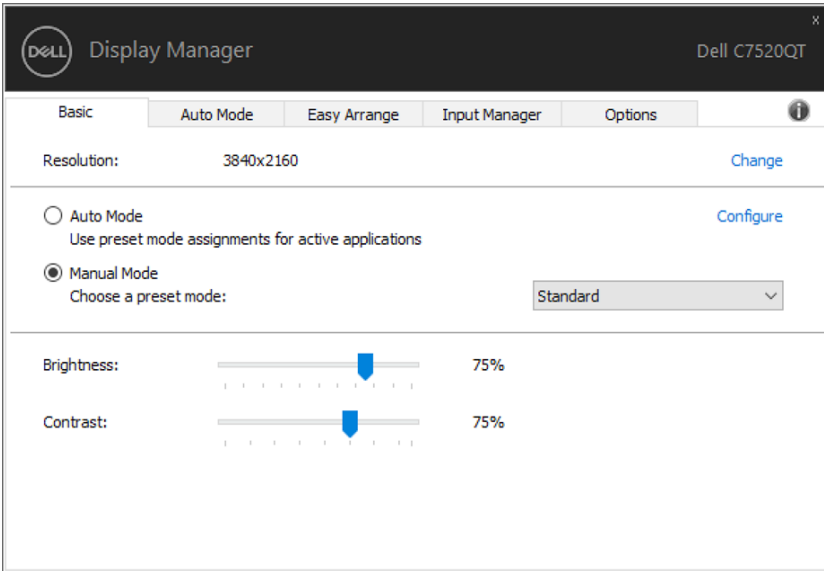 x
DELL Display Manager Dell C7520QT
Basic Auto Mode Easy Arrange Input Manager Options i
Resolution: 3840x2160 Change
Auto Mode Configure
Use preset mode assignments for active applications
Manual Mode
Choose a preset mode: Standard
Brightness: 75%
Contrast: 75%